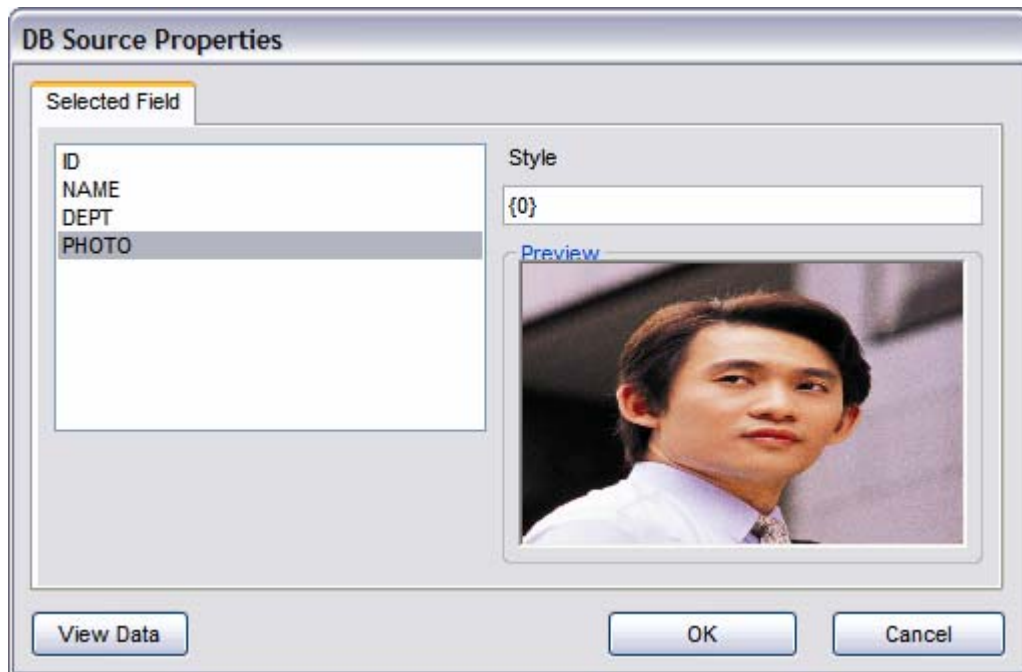 DB Source Properties
Selected Field
ID
NAME
DEPT
PHOTO
Style
{0}
Preview
View Data
OK
Cancel